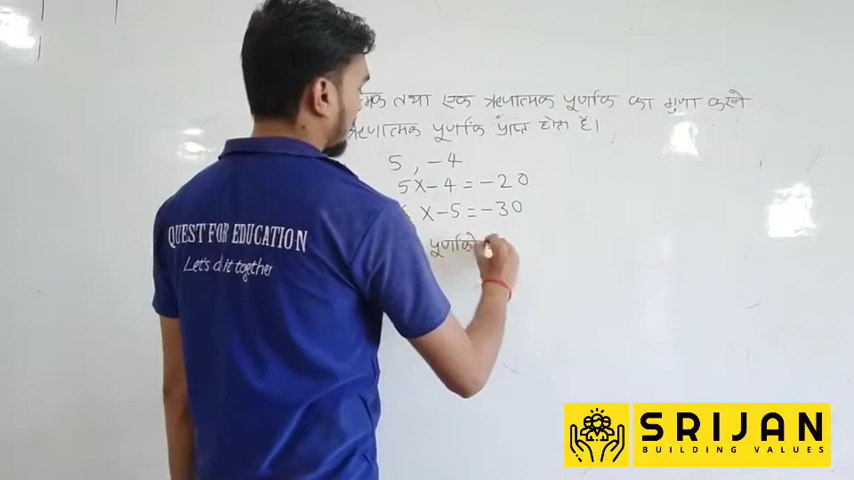 तथा एक ऋणात्मक पूर्णांक का गुणा करने
ऋणात्मक पूर्णांक प्राप्त होता है।
5, -4
5X-4=-20
X-5=-30
QUEST FOR EDUCATION
Let's do it together
SRIJAN
BUILDING VALUES